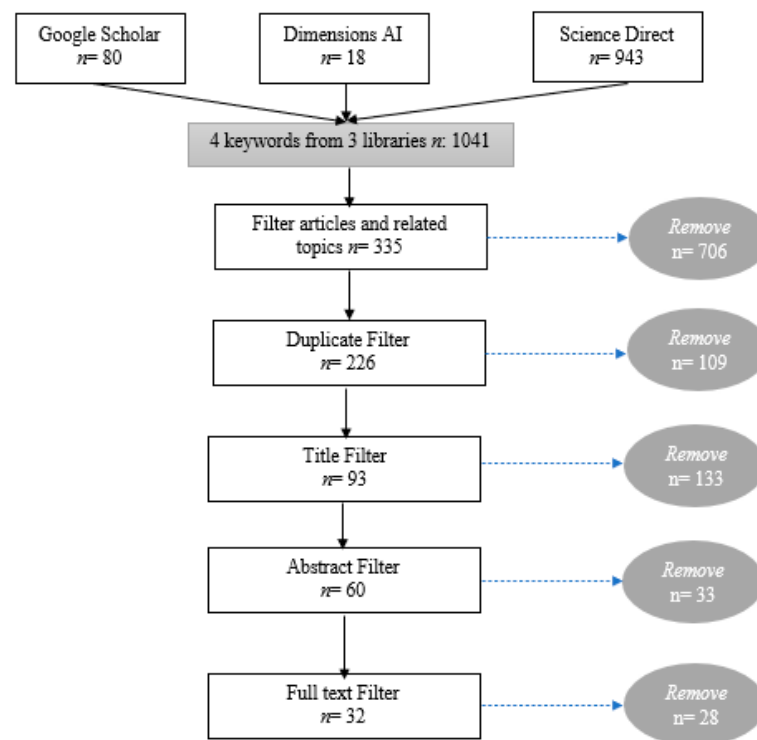 Google Scholar
n= 80
Dimensions AI
n= 18
Science Direct
n= 943
4 keywords from 3 libraries n: 1041
Filter articles and related
topics n= 335
Remove
n= 706
Duplicate Filter
n= 226
Remove
n= 109
Title Filter
n= 93
Remove
n= 133
Abstract Filter
n= 60
Remove
n= 33
Full text Filter
n= 32
Remove
n= 28